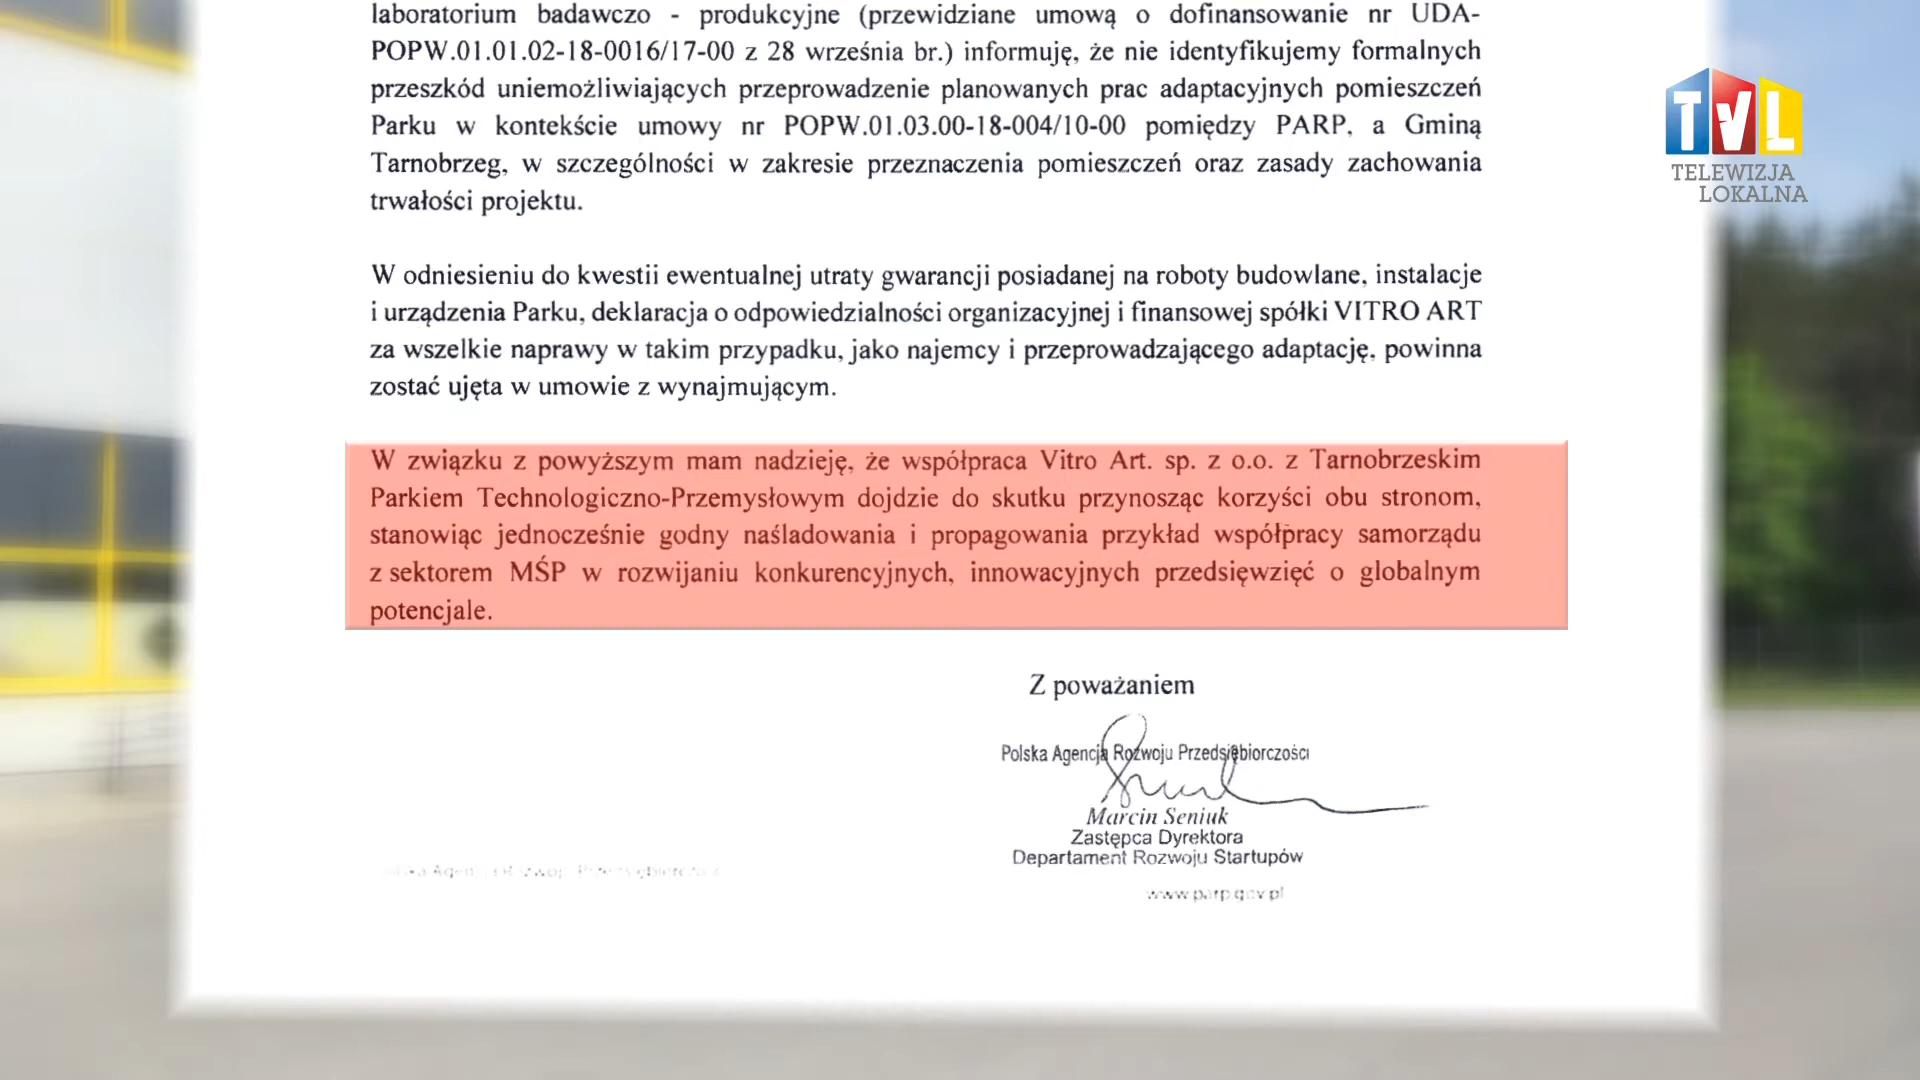 laboratorium badawczo - produkcyjne (przewidziane umową o dofinansowanie nr UDA-
POPW.01.01.02-18-0016/17-00 z 28 września br.) informuję, że nie identyfikujemy formalnych
przeszkód uniemożliwiających przeprowadzenie planowanych prac adaptacyjnych pomieszczeń
Parku w kontekście umowy nr POPW.01.03.00-18-004/10-00 pomiędzy PARP, a Gminą
Tarnobrzeg, w szczególności w zakresie przeznaczenia pomieszczeń oraz zasady zachowania
trwałości projektu.
W odniesieniu do kwestii ewentualnej utraty gwarancji posiadanej na roboty budowlane, instalacje
i urządzenia Parku, deklaracja o odpowiedzialności organizacyjnej i finansowej spółki VITRO ART
za wszelkie naprawy w takim przypadku, jako najemcy i przeprowadzającego adaptację, powinna
zostać ujęta w umowie z wynajmującym.
W związku z powyższym mam nadzieję, że współpraca Vitro Art. sp. z o.o. z Tarnobrzeskim
Parkiem Technologiczno-Przemysłowym dojdzie do skutku przynosząc korzyści obu stronom,
stanowiąc jednocześnie godny naśladowania i propagowania przykład współpracy samorządu
z sektorem MŚP w rozwijaniu konkurencyjnych, innowacyjnych przedsięwzięć o globalnym
potencjale.
Z poważaniem
Polska Agencja Rozwoju Przedsiębiorczości
Marcin Seniuk
Zastępca Dyrektora
Departament Rozwoju Startupów
www.parp.gov.pl
TVL
TELEWIZJA
LOKALNA